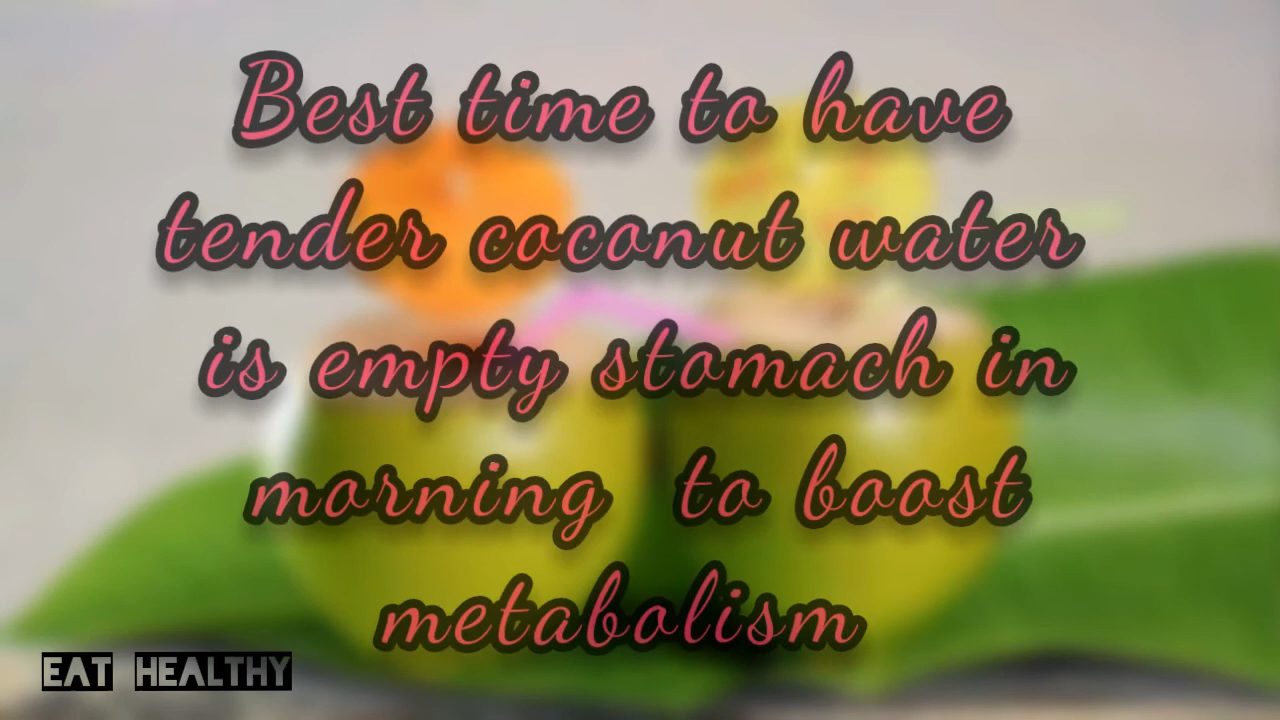 Best time to have
tender coconut water
is empty stomach in
morning to boost
metabolism
EAT HEALTHY